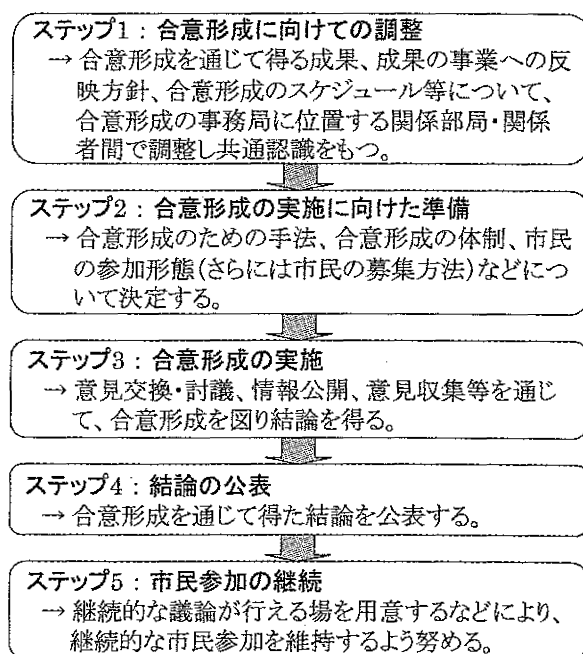 ステップ1：合意形成に向けての調整
→ 合意形成を通じて得る成果、成果の事業への反
映方針、合意形成のスケジュール等について、
合意形成の事務局に位置する関係部局・関係
者間で調整し共通認識をもつ。
ステップ2：合意形成の実施に向けた準備
→ 合意形成のための手法、合意形成の体制、市民
の参加形態(さらには市民の募集方法)などにつ
いて決定する。
ステップ3：合意形成の実施
→ 意見交換・討議、情報公開、意見収集等を通じ
て、合意形成を図り結論を得る。
ステップ4：結論の公表
→ 合意形成を通じて得た結論を公表する。
ステップ5：市民参加の継続
→ 継続的な議論が行える場を用意するなどにより、
継続的な市民参加を維持するよう努める。